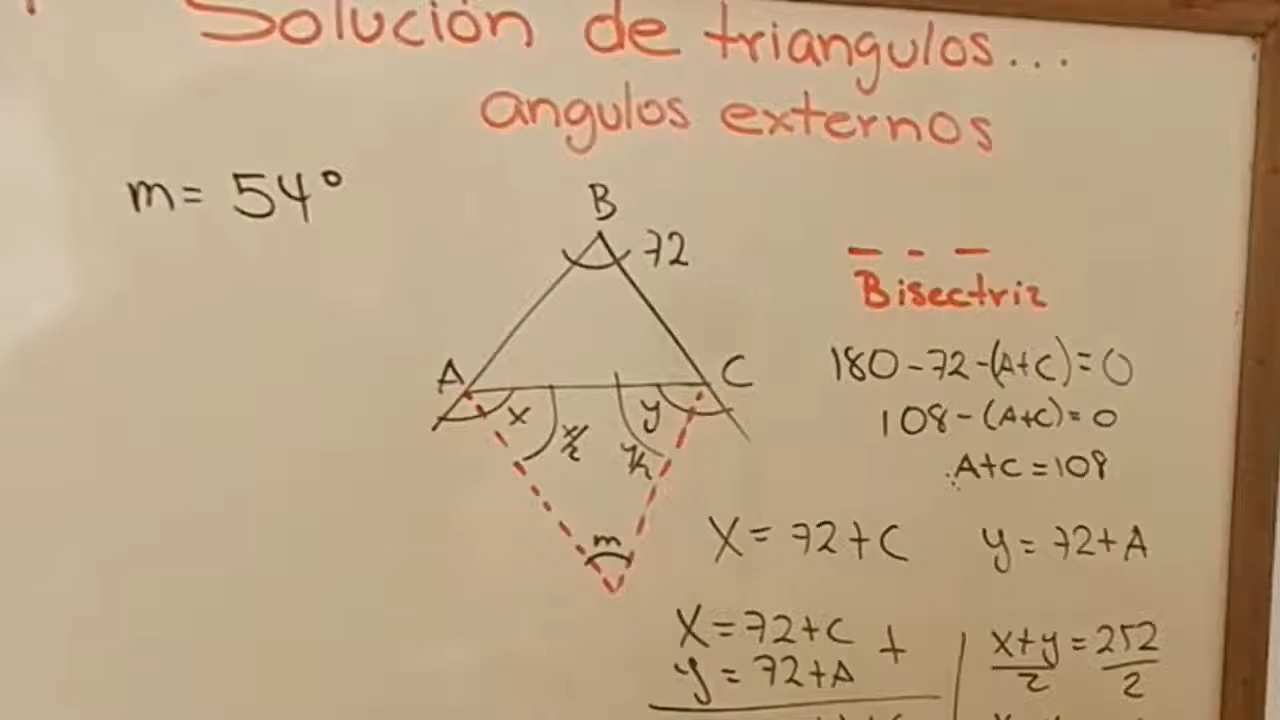 Solución de triangulos...
angulos externos
m= 54°
B
72
A
C
x
x/2
y
y/2
m
Bisectriz
180-72-(A+C)=0
108-(A+C)=0
A+C=108
X=72+C
y=72+A
X=72+C +
y=72+A
x+y/2 = 252/2